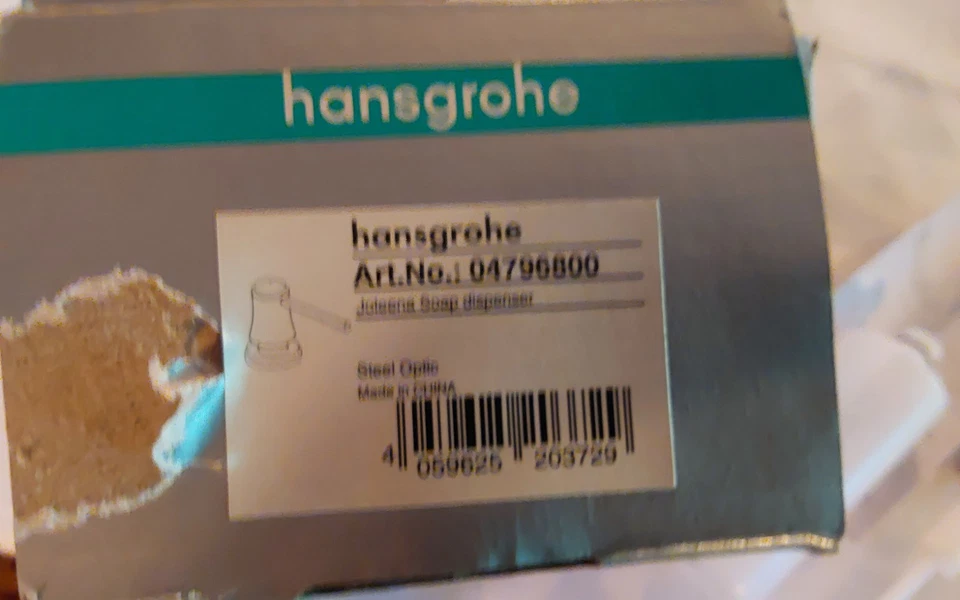 hansgrohe
hansgrohe
Art.No.: 04796800
Joleena Soap dispenser
Steel Optic
Made in CHINA
4 059625 203729